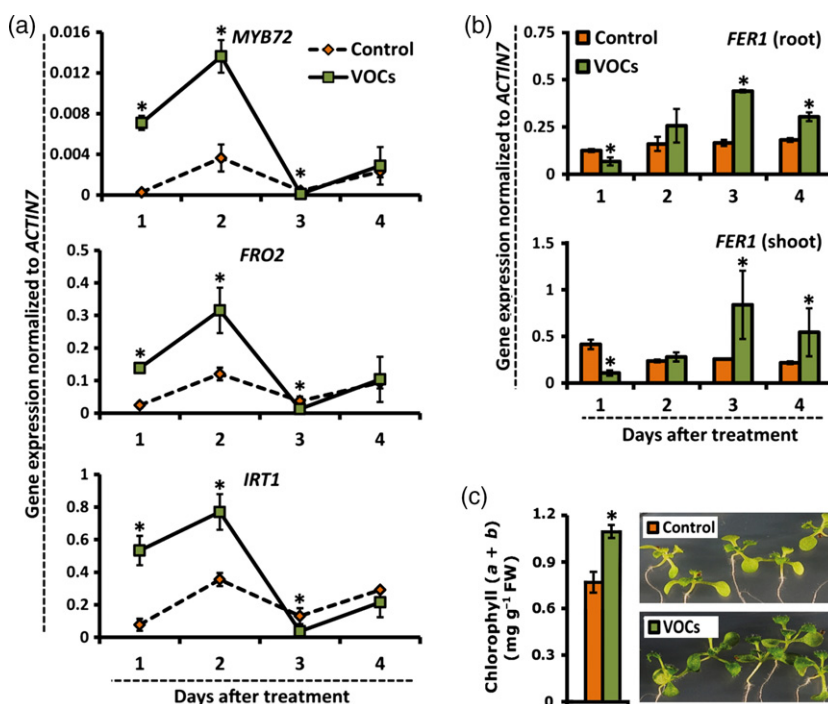 (a)
MYB72
Control
VOCs
0.016
0.012
0.008
0.004
0
*
*
*
1 2 3 4
FRO2
0.5
0.4
0.3
0.2
0.1
0
*
*
*
1 2 3 4
IRT1
1
0.8
0.6
0.4
0.2
0
*
*
*
1 2 3 4
Gene expression normalized to ACTIN7
Days after treatment
(b)
Control
VOCs
FER1 (root)
0.75
0.5
0.25
0
*
*
*
1 2 3 4
FER1 (shoot)
1.5
1
0.5
0
*
*
*
1 2 3 4
Gene expression normalized to ACTIN7
Days after treatment
(c)
Chlorophyll (a + b)
(mg g-1 FW)
1.2
0.9
0.6
0.3
0
*
Control
VOCs